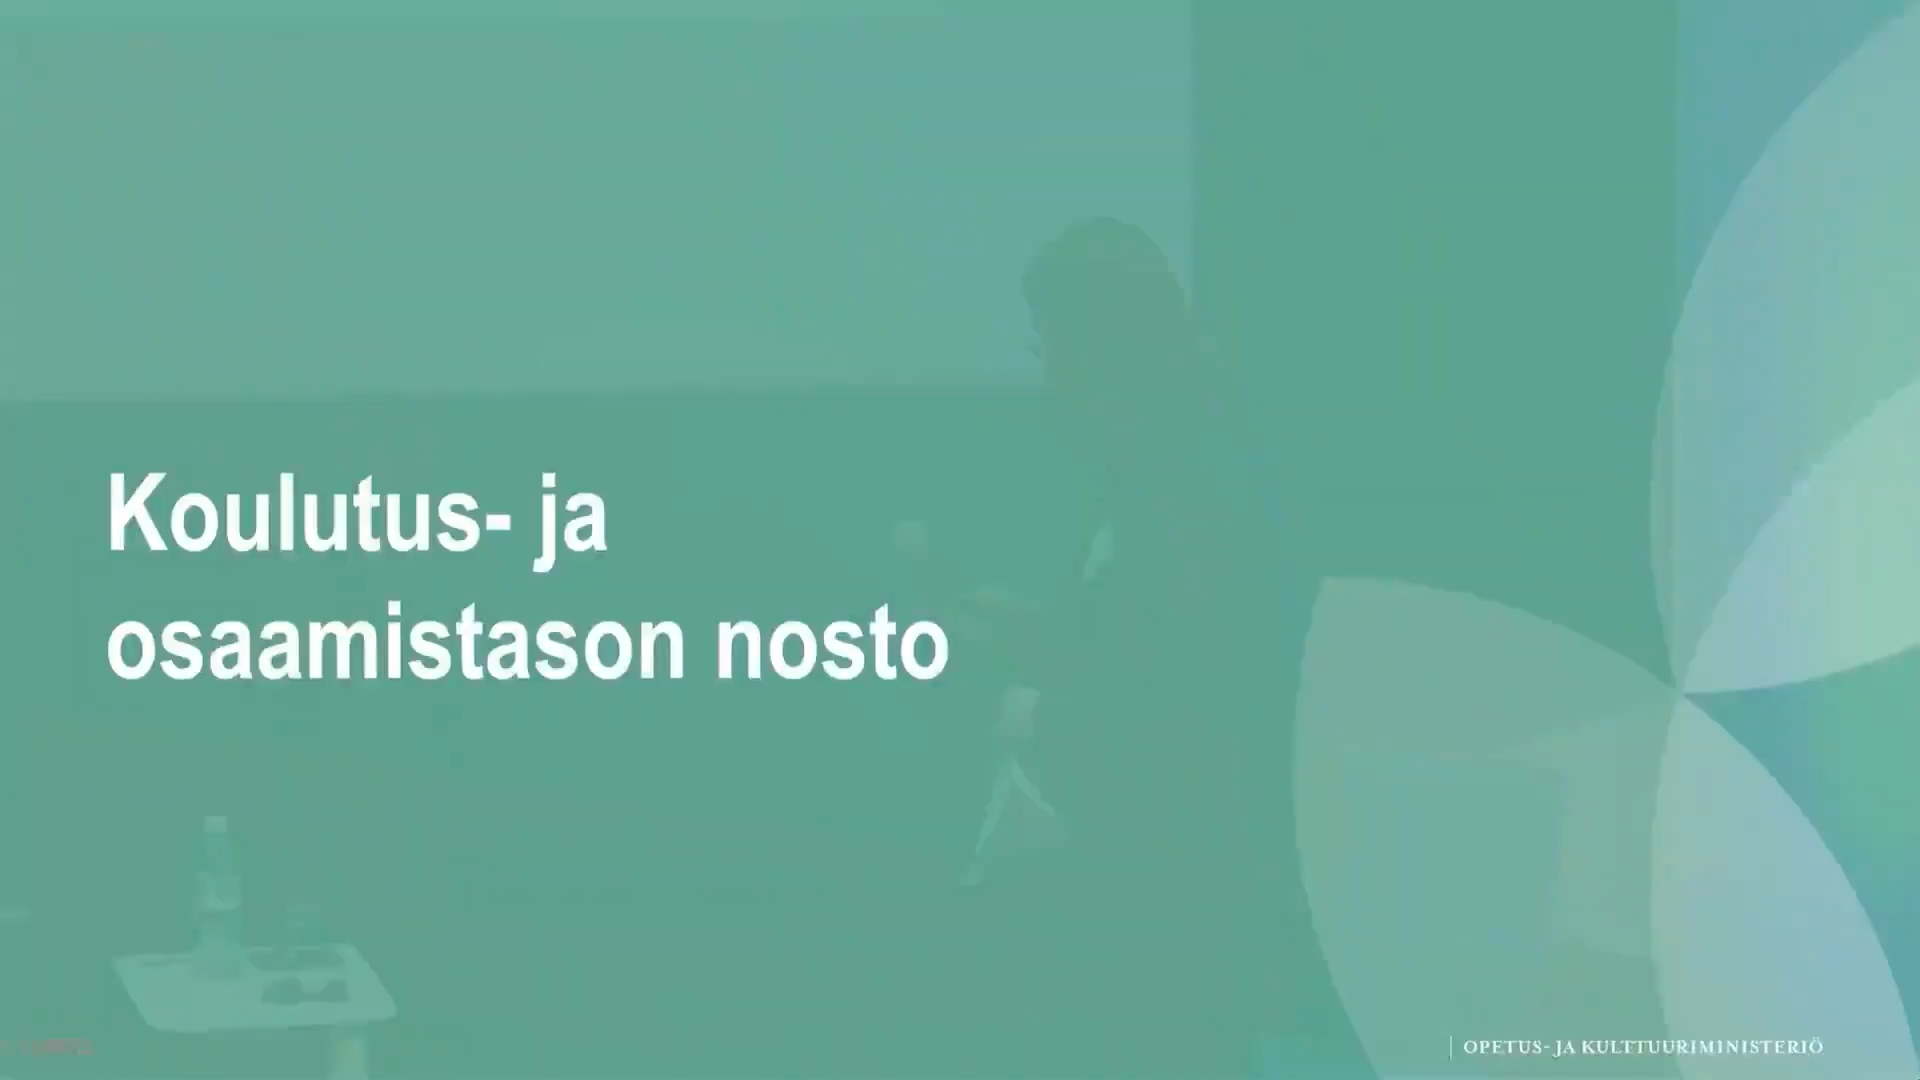 Koulutus- ja
osaamistason nosto
OPETUS- JA KULTTUURIMINISTERIÖ